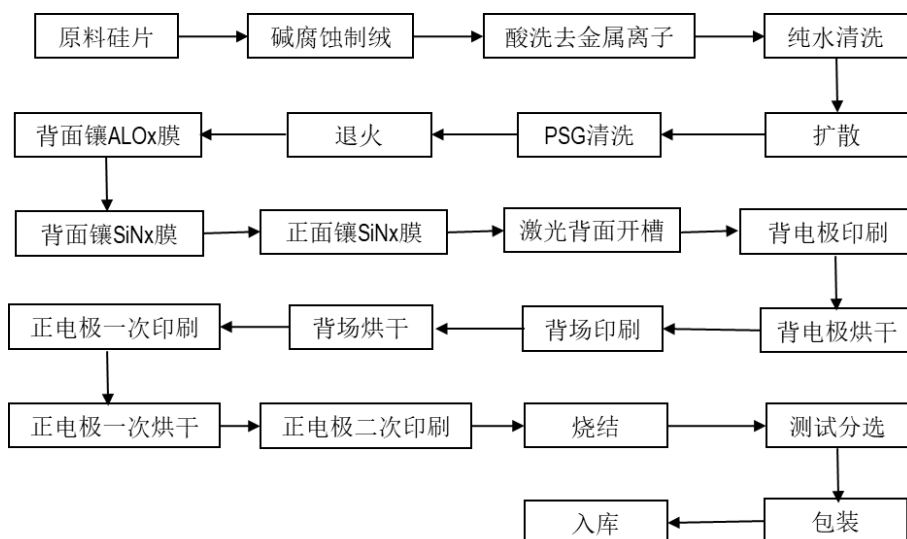 原料硅片
碱腐蚀制绒
酸洗去金属离子
纯水清洗
扩散
PSG清洗
退火
背面镶ALOx膜
背面镶SiNx膜
正面镶SiNx膜
激光背面开槽
背电极印刷
背电极烘干
背场印刷
背场烘干
正电极一次印刷
正电极一次烘干
正电极二次印刷
烧结
测试分选
包装
入库